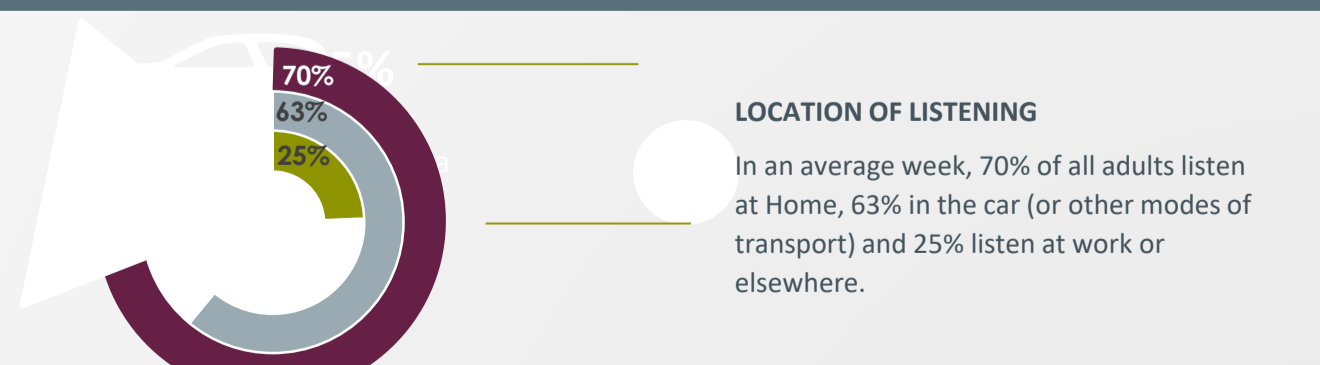 70%
63%
25%
LOCATION OF LISTENING
In an average week, 70% of all adults listen
at Home, 63% in the car (or other modes of
transport) and 25% listen at work or
elsewhere.